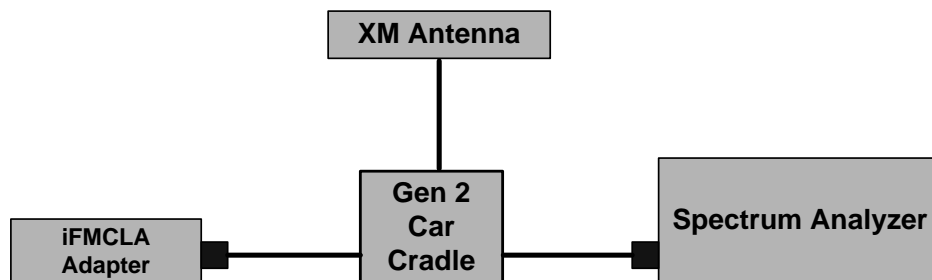 XM Antenna
Gen 2
Car
Cradle
Spectrum Analyzer
iFMCLA
Adapter